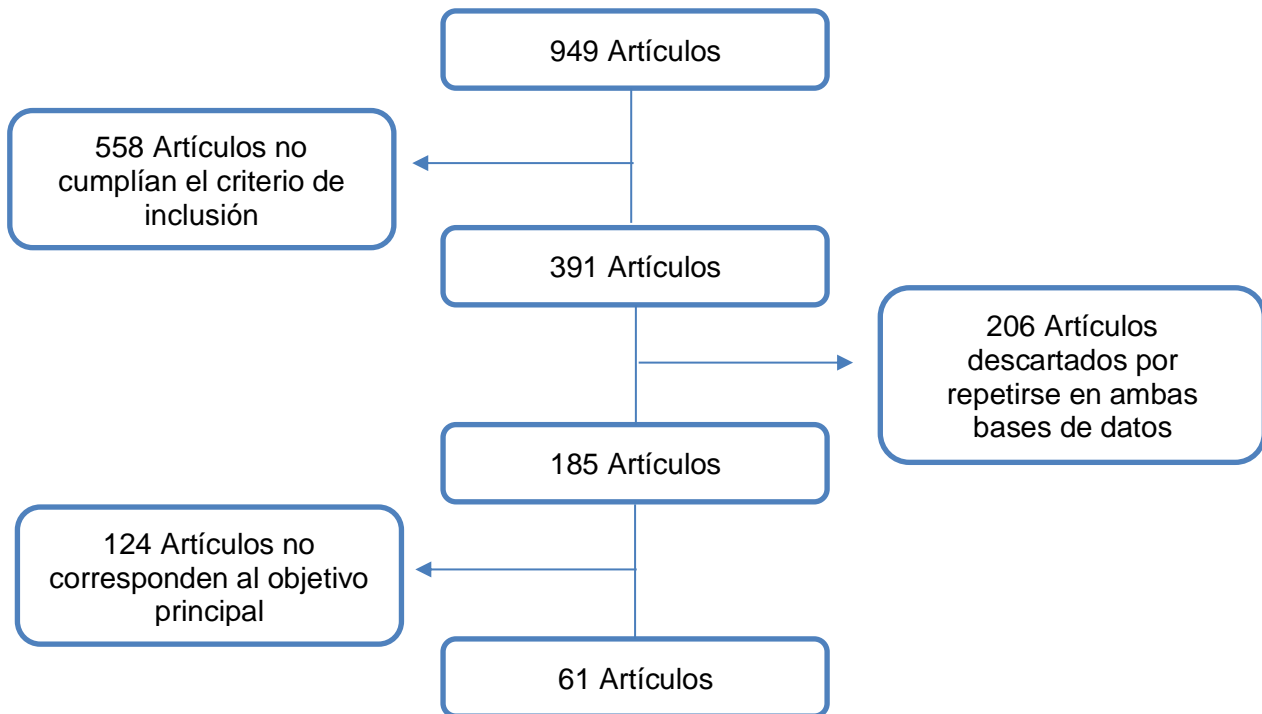 949 Artículos
558 Artículos no
cumplían el criterio de
inclusión
391 Artículos
206 Artículos
descartados por
repetirse en ambas
bases de datos
185 Artículos
124 Artículos no
corresponden al objetivo
principal
61 Artículos